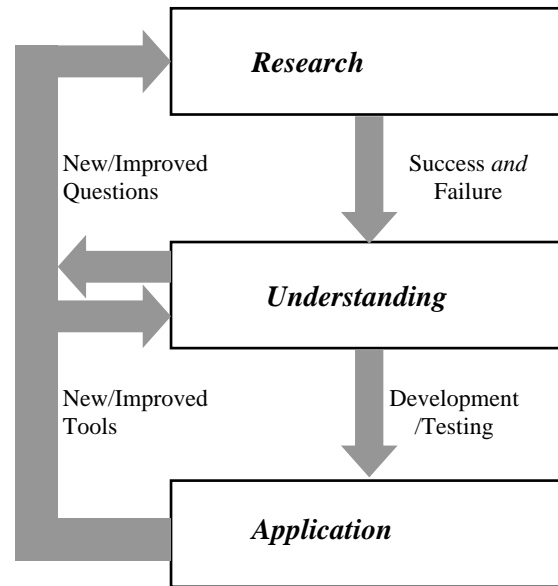 Research
New/Improved
Questions
Success and
Failure
Understanding
New/Improved
Tools
Development
/Testing
Application